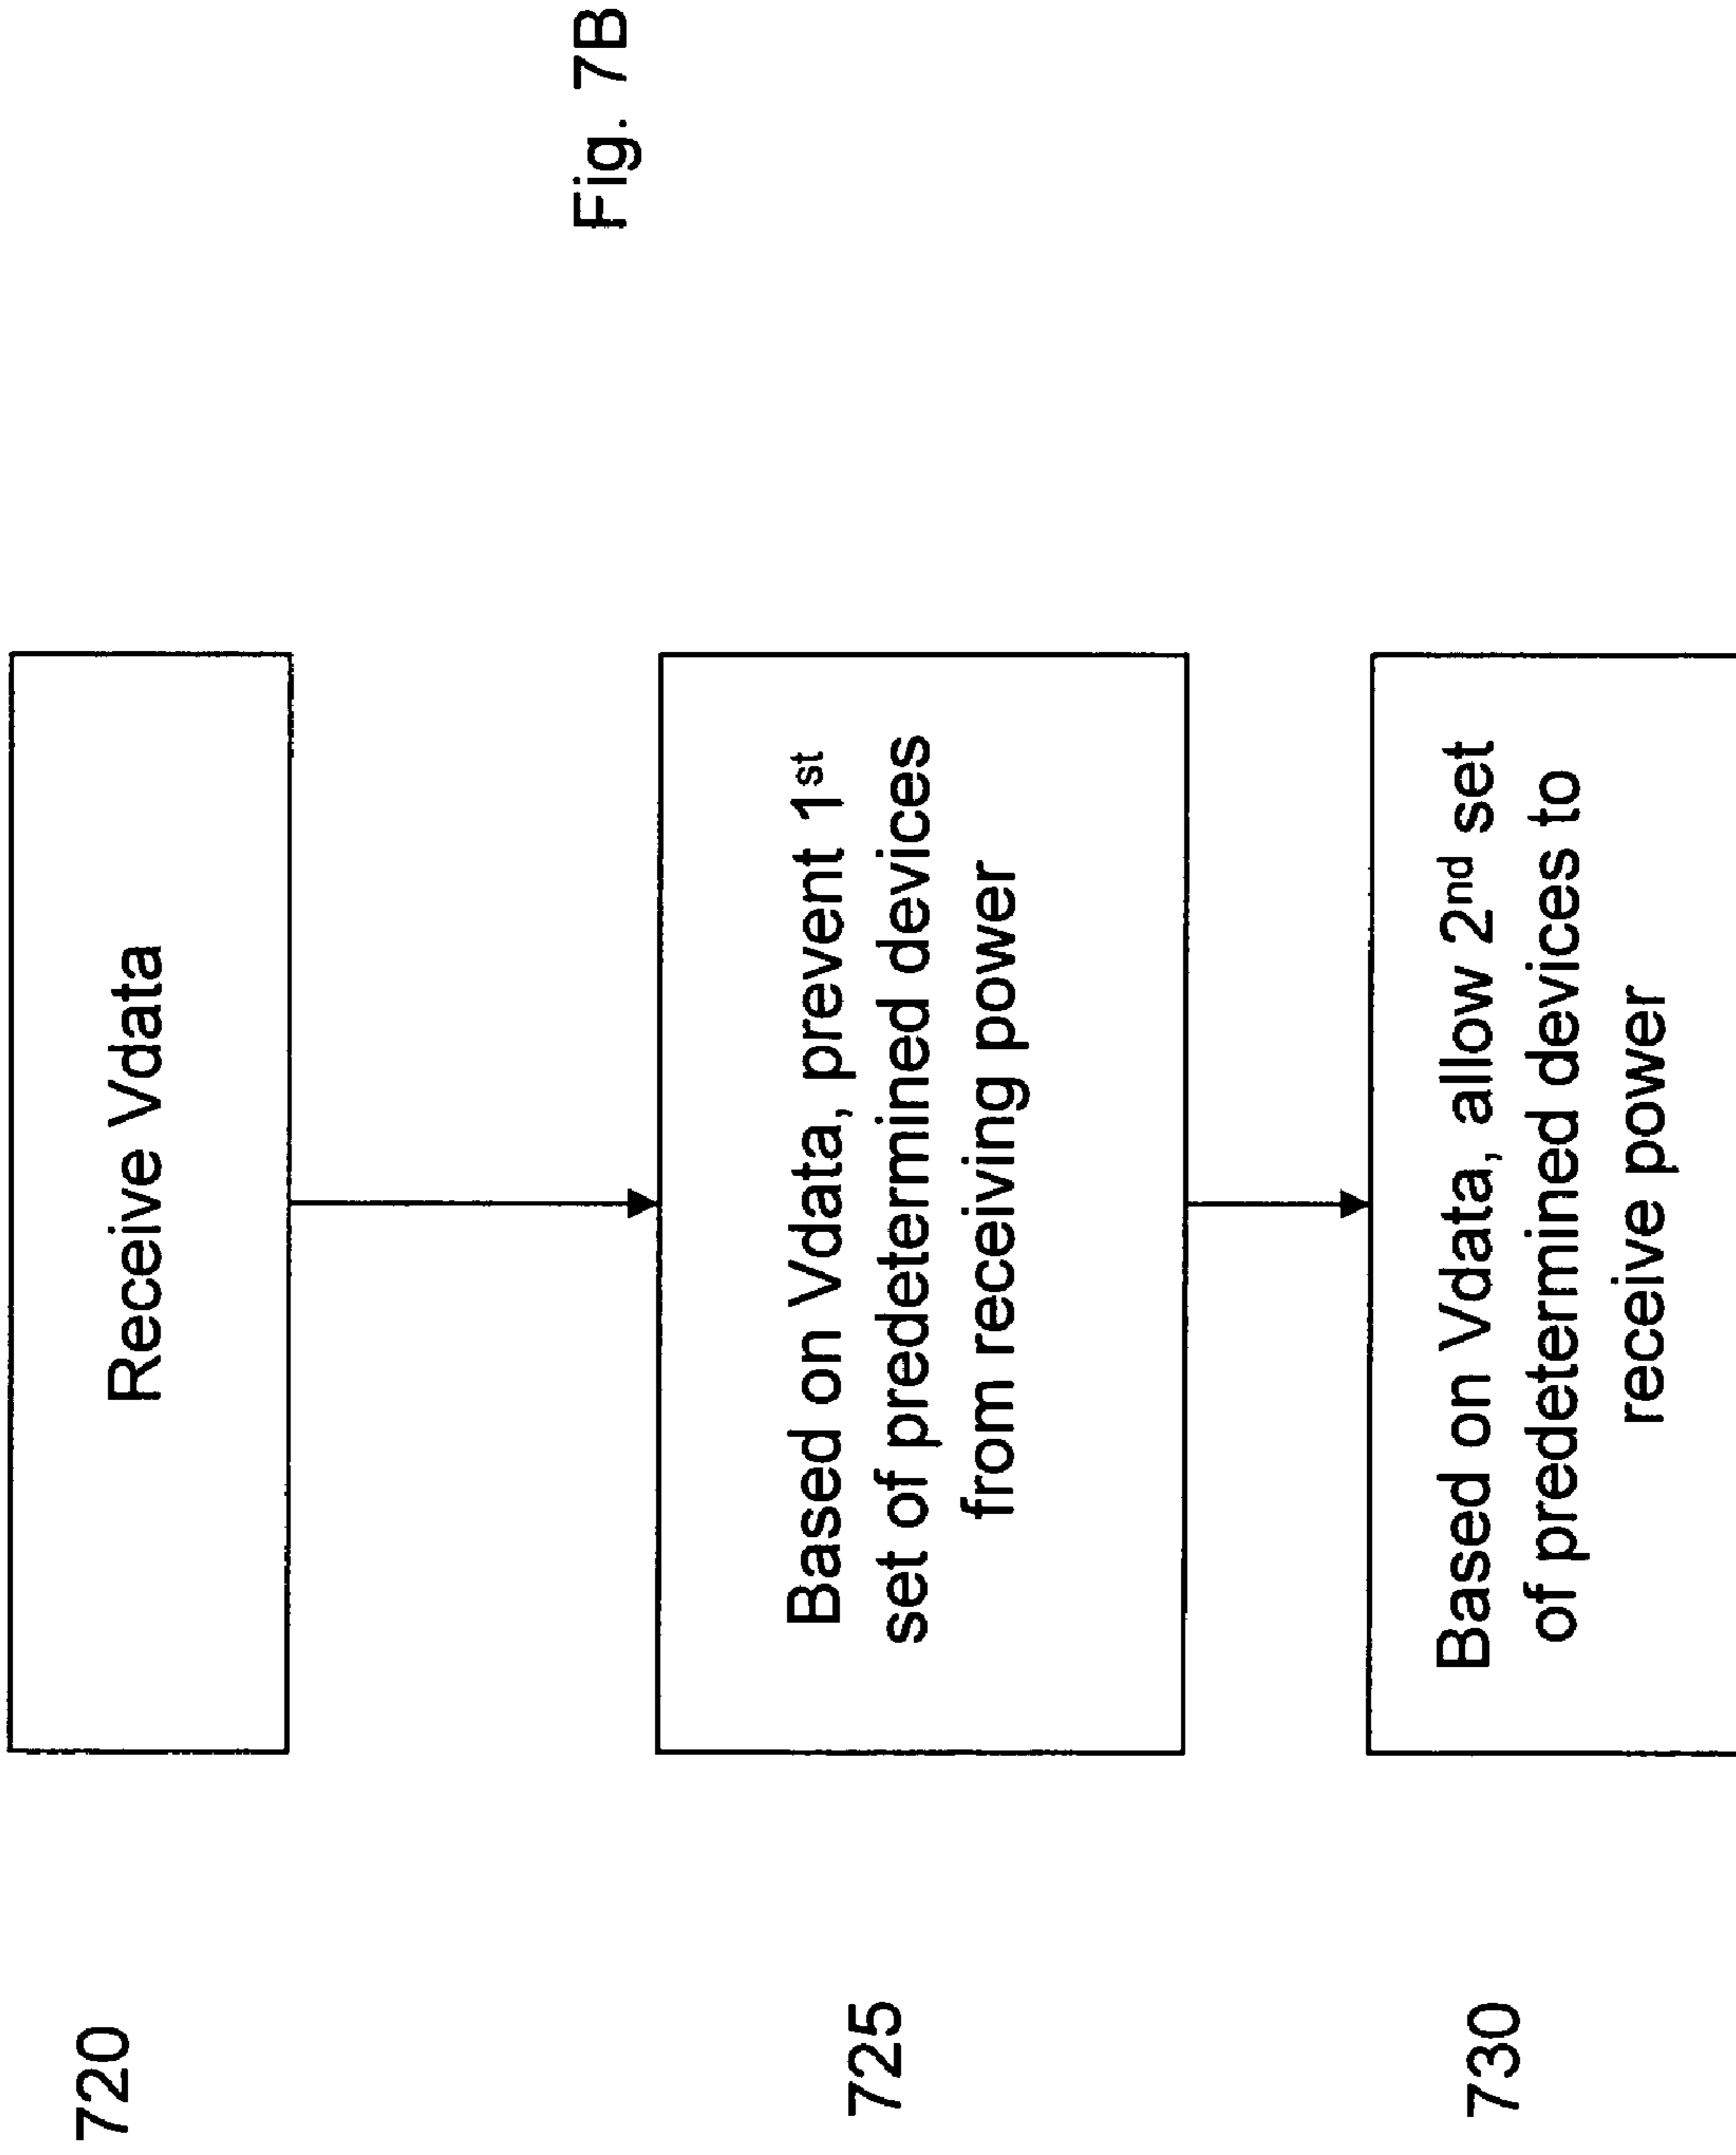 720
Receive Vdata
Fig. 7B
725
Based on Vdata, prevent 1st
set of predetermined devices
from receiving power
730
Based on Vdata, allow 2nd set
of predetermined devices to
receive power